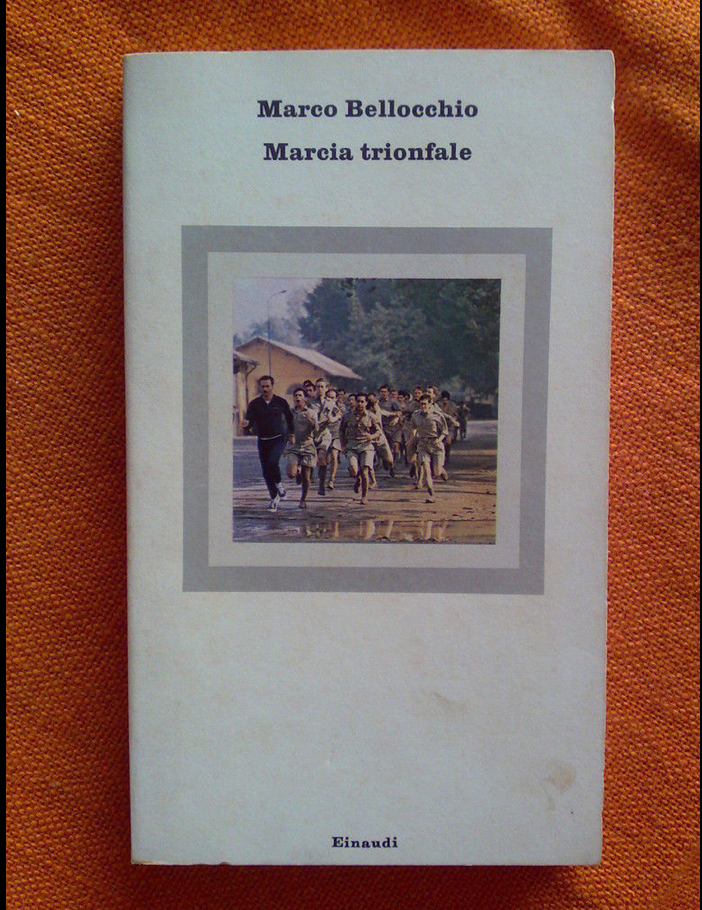 Marco Bellocchio
Marcia trionfale
Einaudi